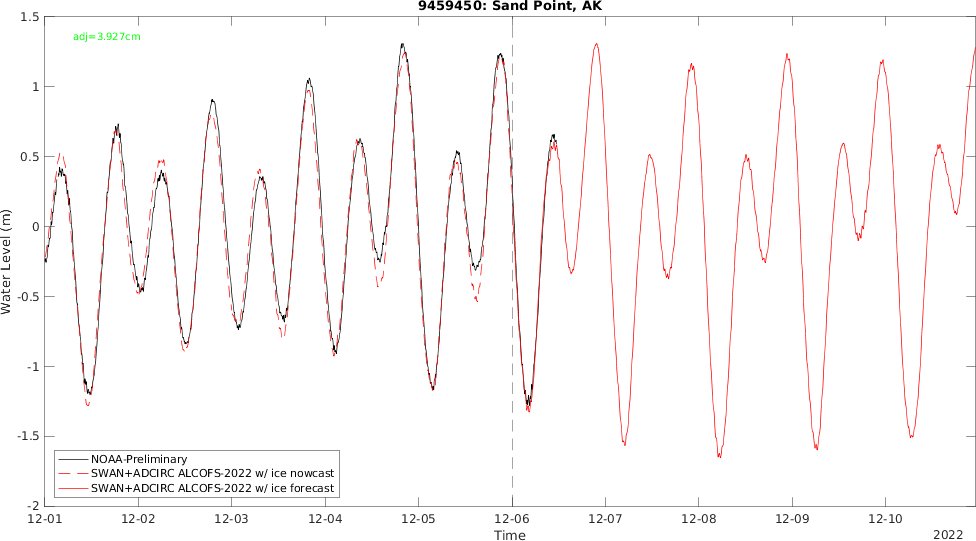 9459450: Sand Point, AK
adj=3.927cm
1.5
1
0.5
0
-0.5
-1
-1.5
-2
Water Level (m)
NOAA-Preliminary
SWAN+ADCIRC ALCOFS-2022 w/ ice nowcast
SWAN+ADCIRC ALCOFS-2022 w/ ice forecast
12-01 12-02 12-03 12-04 12-05 12-06 12-07 12-08 12-09 12-10
Time
2022